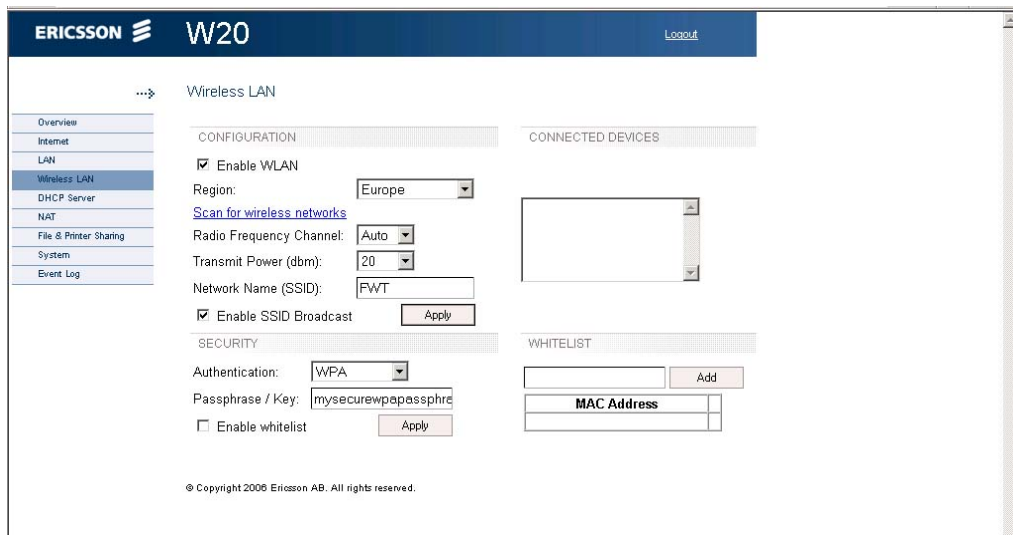 ERICSSON W20 Logout
Wireless LAN
Overview
Internet
LAN
Wireless LAN
DHCP Server
NAT
File & Printer Sharing
System
Event Log
CONFIGURATION
Enable WLAN
Region: Europe
Scan for wireless networks
Radio Frequency Channel: Auto
Transmit Power (dbm): 20
Network Name (SSID): FWT
Enable SSID Broadcast Apply
CONNECTED DEVICES
SECURITY
Authentication: WPA
Passphrase / Key: mysecurewpapassphra
Enable whitelist Apply
WHITELIST
Add
MAC Address
© Copyright 2006 Ericsson AB. All rights reserved.